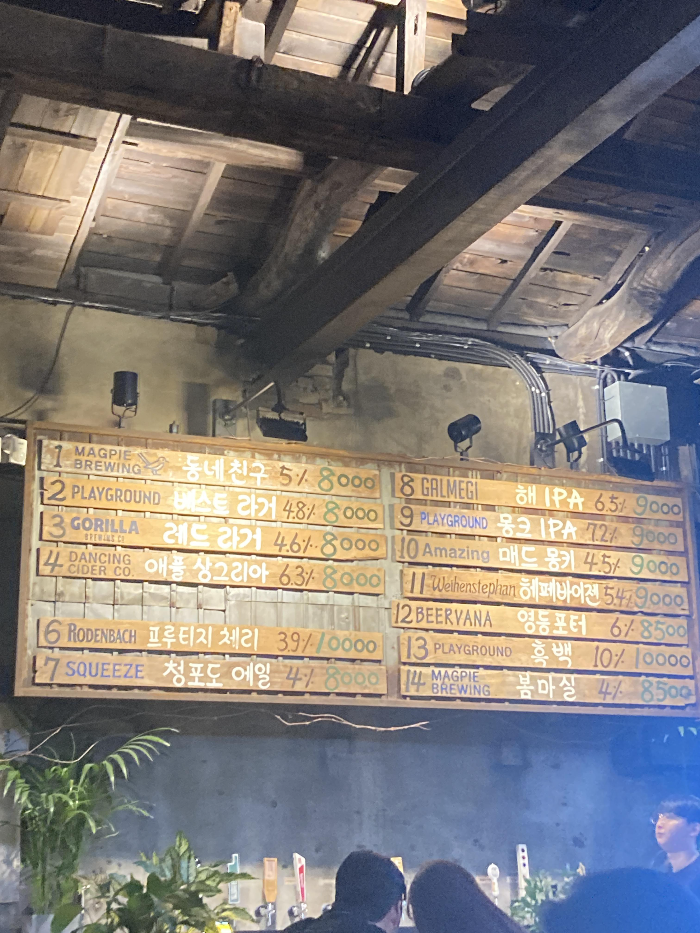 1 MAGPIE BREWING 동네친구 5% 8000
2 PLAYGROUND 베스트 라거 4.8% 8000
3 GORILLA BREWING CO 레드 라거 4.6% 8000
4 DANCING CIDER CO. 애플 상그리아 6.3% 8000
6 RODENBACH 프루티지 체리 3.9% 10000
7 SQUEEZE 청포도 에일 4% 8000
8 GALMEGI 해 IPA 6.5% 9000
9 PLAYGROUND 몽크 IPA 7.2% 9000
10 Amazing 매드 몽키 4.5% 9000
11 Weihenstephan 헤페바이젠 5.4% 9000
12 BEERVANA 영등포터 6% 8500
13 PLAYGROUND 흑백 10% 10000
14 MAGPIE BREWING 봄마실 4% 8500